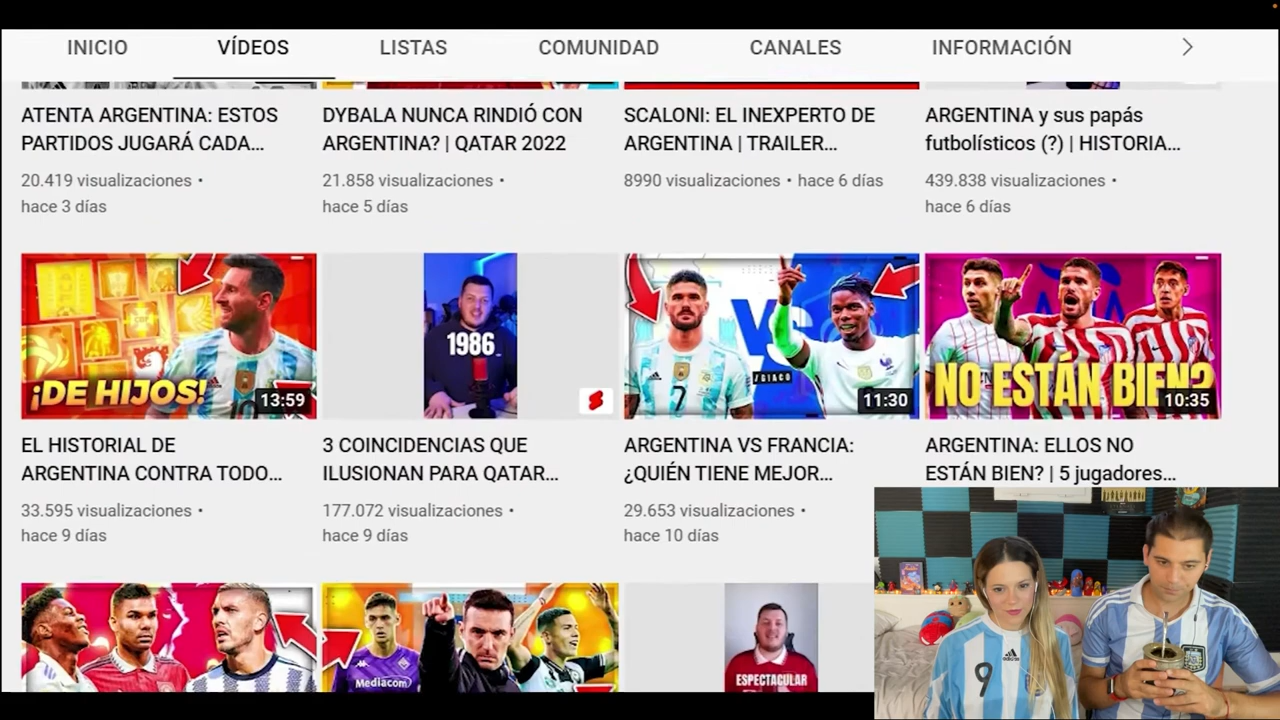 INICIO
VÍDEOS
LISTAS
COMUNIDAD
CANALES
INFORMACIÓN
ATENTA ARGENTINA: ESTOS
PARTIDOS JUGARÁ CADA...
20.419 visualizaciones •
hace 3 días
DYBALA NUNCA RINDIÓ CON
ARGENTINA? | QATAR 2022
21.858 visualizaciones •
hace 5 días
SCALONI: EL INEXPERTO DE
ARGENTINA | TRAILER...
8990 visualizaciones • hace 6 días
ARGENTINA y sus papás
futbolísticos (?) | HISTORIA...
439.838 visualizaciones •
hace 6 días
¡DE HIJOS!
13:59
EL HISTORIAL DE
ARGENTINA CONTRA TODO...
33.595 visualizaciones •
hace 9 días
1986
3 COINCIDENCIAS QUE
ILUSIONAN PARA QATAR...
177.072 visualizaciones •
hace 9 días
VS
7
11:30
ARGENTINA VS FRANCIA:
¿QUIÉN TIENE MEJOR...
29.653 visualizaciones •
hace 10 días
NO ESTÁN BIEN?
10:35
ARGENTINA: ELLOS NO
ESTÁN BIEN? | 5 jugadores...
Mediacom
ESPECTACULAR
adidas
9